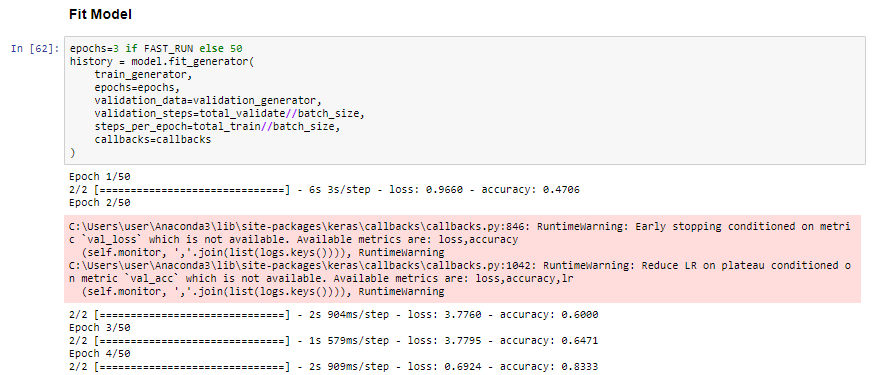 Fit Model
In [62]: epochs=3 if FAST_RUN else 50
history = model.fit_generator(
    train_generator,
    epochs=epochs,
    validation_data=validation_generator,
    validation_steps=total_validate//batch_size,
    steps_per_epoch=total_train//batch_size,
    callbacks=callbacks
)
Epoch 1/50
2/2 [==============================] - 6s 3s/step - loss: 0.9660 - accuracy: 0.4706
Epoch 2/50
C:\Users\user\Anaconda3\lib\site-packages\keras\callbacks\callbacks.py:846: RuntimeWarning: Early stopping conditioned on metri
c `val_loss` which is not available. Available metrics are: loss,accuracy
  (self.monitor, ','.join(list(logs.keys()))), RuntimeWarning
C:\Users\user\Anaconda3\lib\site-packages\keras\callbacks\callbacks.py:1042: RuntimeWarning: Reduce LR on plateau conditioned o
n metric `val_acc` which is not available. Available metrics are: loss,accuracy,lr
  (self.monitor, ','.join(list(logs.keys()))), RuntimeWarning
2/2 [==============================] - 2s 904ms/step - loss: 3.7760 - accuracy: 0.6000
Epoch 3/50
2/2 [==============================] - 1s 579ms/step - loss: 3.7795 - accuracy: 0.6471
Epoch 4/50
2/2 [==============================] - 2s 909ms/step - loss: 0.6924 - accuracy: 0.8333